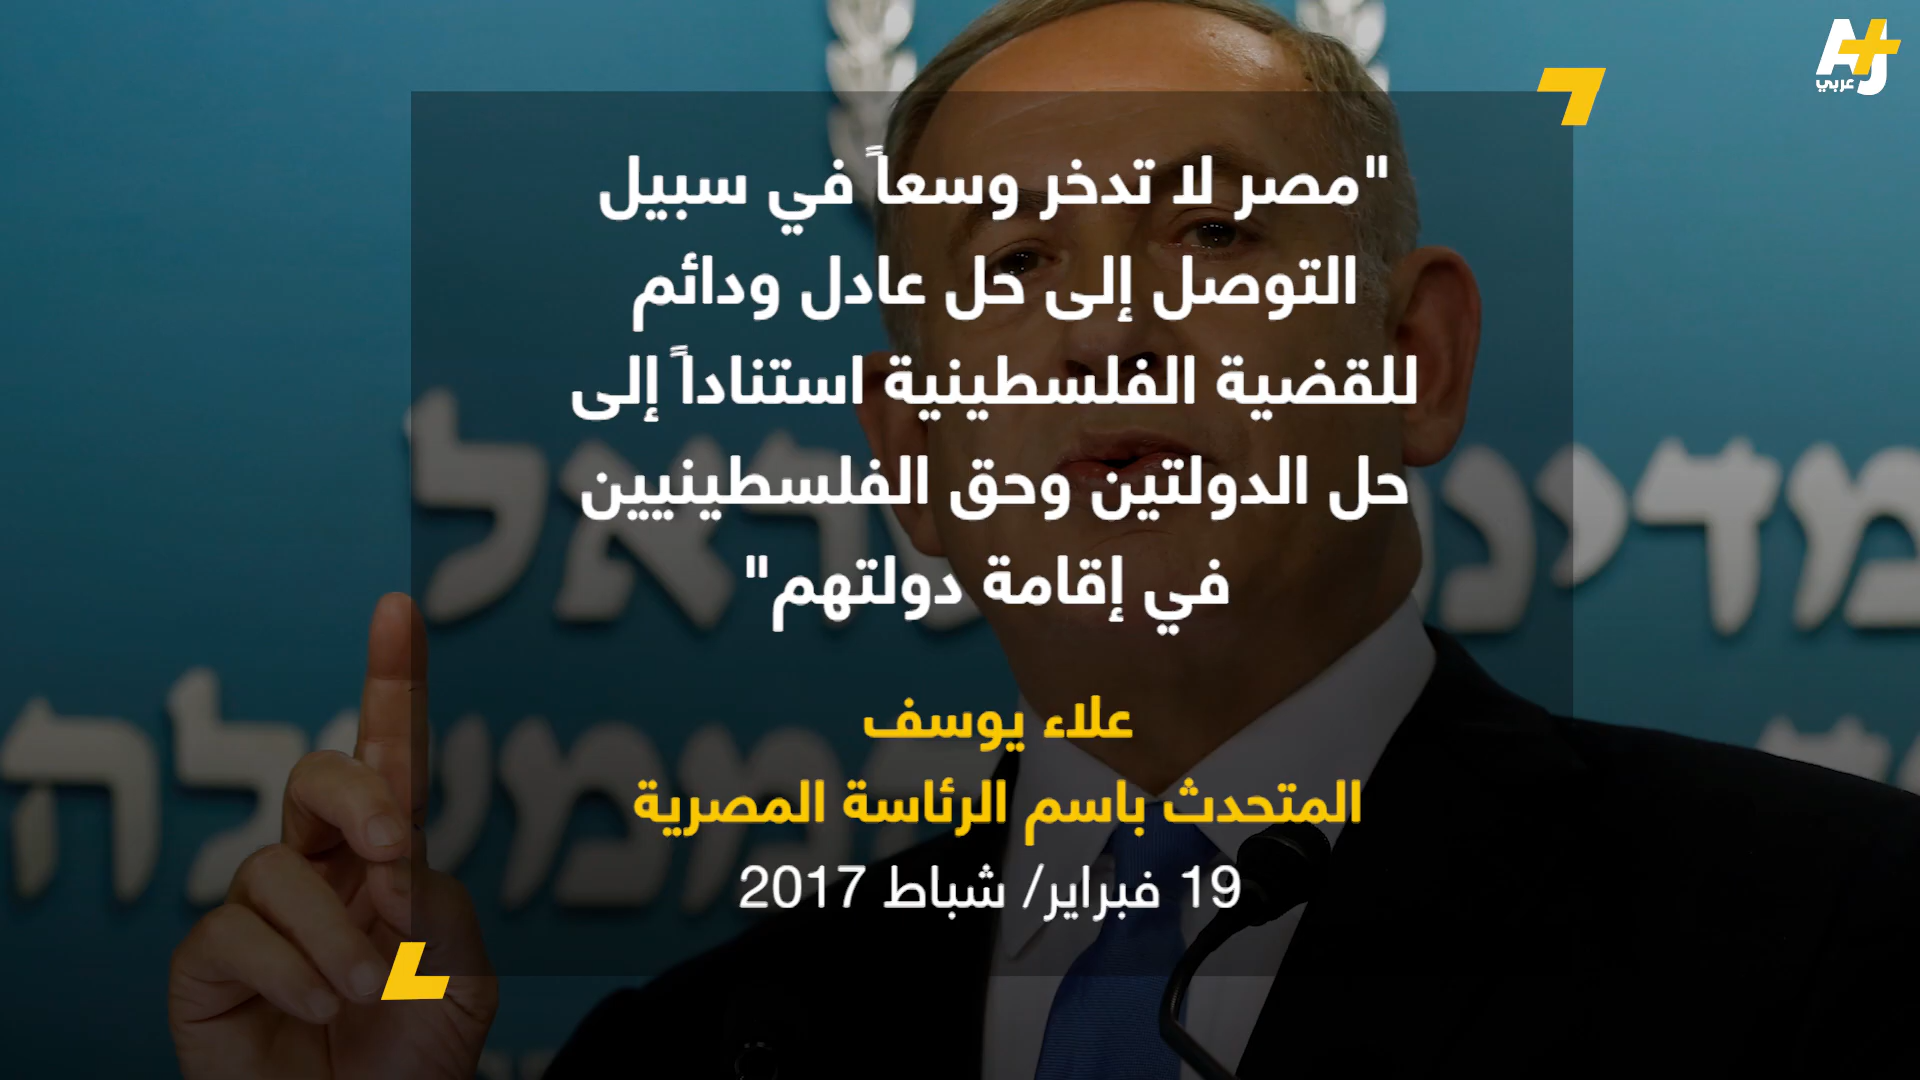 "مصر لا تدخر وسعاً في سبيل
التوصل إلى حل عادل ودائم
للقضية الفلسطينية استناداً إلى
حل الدولتين وحق الفلسطينيين
في إقامة دولتهم"
علاء يوسف
المتحدث باسم الرئاسة المصرية
19 فبراير/ شباط 2017
AJ+
عربي